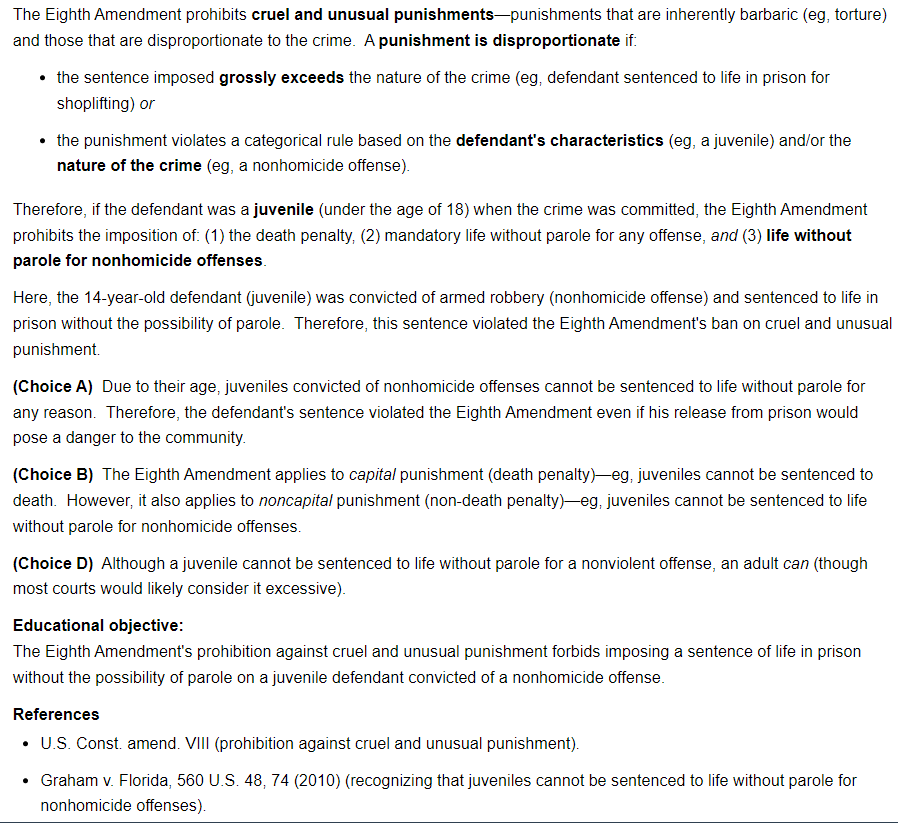 The Eighth Amendment prohibits cruel and unusual punishments—punishments that are inherently barbaric (eg, torture)
and those that are disproportionate to the crime. A punishment is disproportionate if:
• the sentence imposed grossly exceeds the nature of the crime (eg, defendant sentenced to life in prison for
shoplifting) or
• the punishment violates a categorical rule based on the defendant's characteristics (eg, a juvenile) and/or the
nature of the crime (eg, a nonhomicide offense).
Therefore, if the defendant was a juvenile (under the age of 18) when the crime was committed, the Eighth Amendment
prohibits the imposition of: (1) the death penalty, (2) mandatory life without parole for any offense, and (3) life without
parole for nonhomicide offenses.
Here, the 14-year-old defendant (juvenile) was convicted of armed robbery (nonhomicide offense) and sentenced to life in
prison without the possibility of parole. Therefore, this sentence violated the Eighth Amendment's ban on cruel and unusual
punishment.
(Choice A) Due to their age, juveniles convicted of nonhomicide offenses cannot be sentenced to life without parole for
any reason. Therefore, the defendant's sentence violated the Eighth Amendment even if his release from prison would
pose a danger to the community.
(Choice B) The Eighth Amendment applies to capital punishment (death penalty)—eg, juveniles cannot be sentenced to
death. However, it also applies to noncapital punishment (non-death penalty)—eg, juveniles cannot be sentenced to life
without parole for nonhomicide offenses.
(Choice D) Although a juvenile cannot be sentenced to life without parole for a nonviolent offense, an adult can (though
most courts would likely consider it excessive).
Educational objective:
The Eighth Amendment's prohibition against cruel and unusual punishment forbids imposing a sentence of life in prison
without the possibility of parole on a juvenile defendant convicted of a nonhomicide offense.
References
• U.S. Const. amend. VIII (prohibition against cruel and unusual punishment).
• Graham v. Florida, 560 U.S. 48, 74 (2010) (recognizing that juveniles cannot be sentenced to life without parole for
nonhomicide offenses).